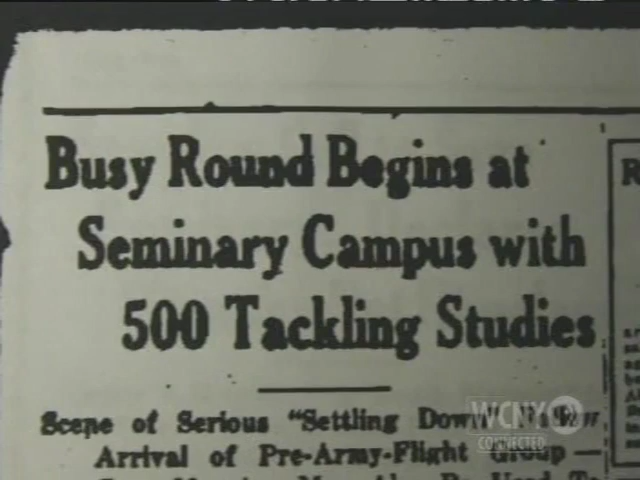 Busy Round Begins at
Seminary Campus with
500 Tackling Studies
Scene of Serious "Settling Down"
Arrival of Pre-Army-Flight Group —
WCNY
CONNECTED
R